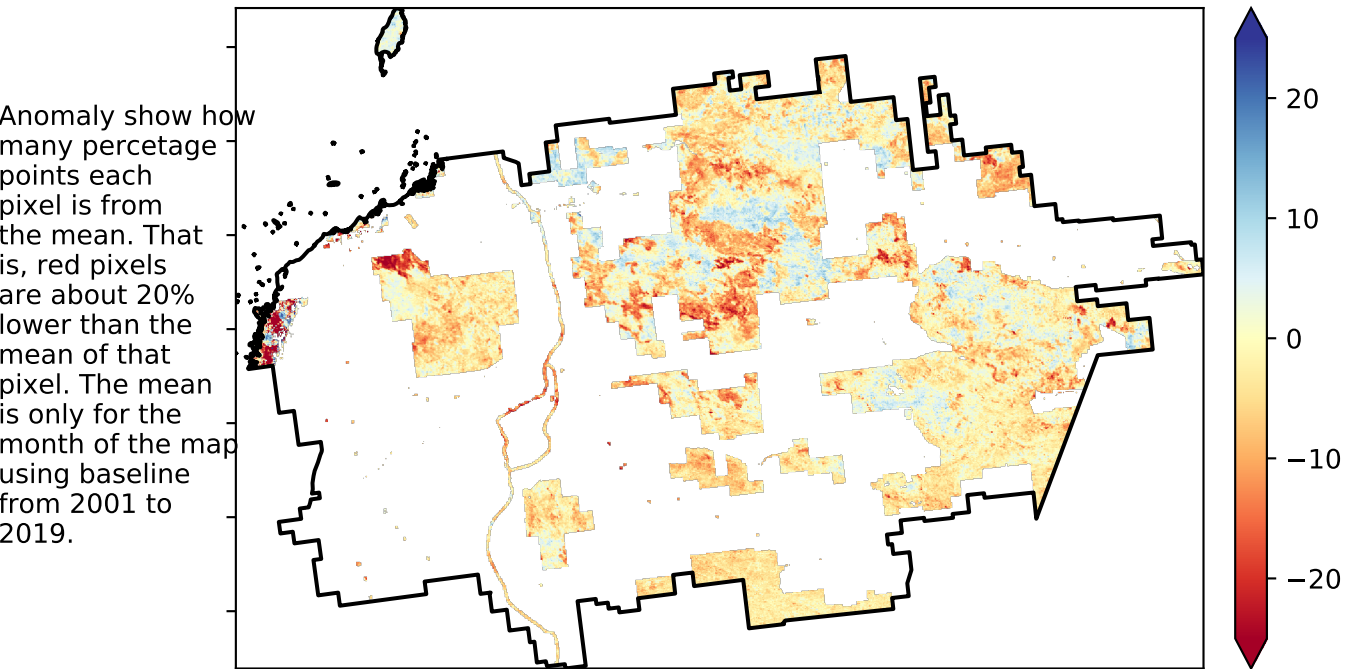 Anomaly show how
many percetage
points each
pixel is from
the mean. That
is, red pixels
are about 20%
lower than the
mean of that
pixel. The mean
is only for the
month of the map
using baseline
from 2001 to
2019.
20
10
0
−10
−20